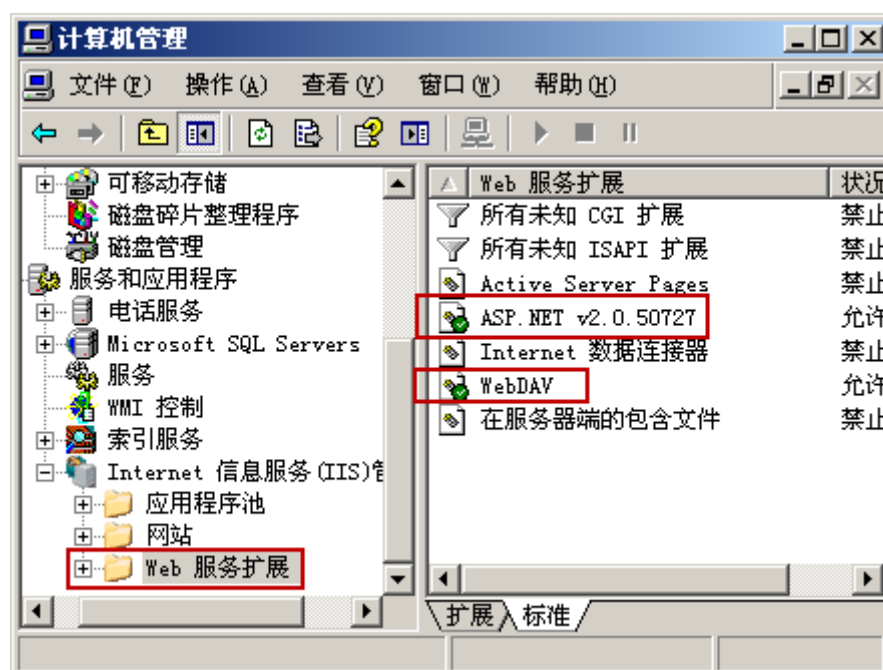 计算机管理
文件(F) 操作(A) 查看(V) 窗口(W) 帮助(H)
可移动存储
磁盘碎片整理程序
磁盘管理
服务和应用程序
电话服务
Microsoft SQL Servers
服务
WMI 控制
索引服务
Internet 信息服务(IIS)管
应用程序池
网站
Web 服务扩展
Web 服务扩展 状况
所有未知 CGI 扩展 禁止
所有未知 ISAPI 扩展 禁止
Active Server Pages 禁止
ASP.NET v2.0.50727 允许
Internet 数据连接器 禁止
WebDAV 允许
在服务器端的包含文件 禁止
扩展 标准